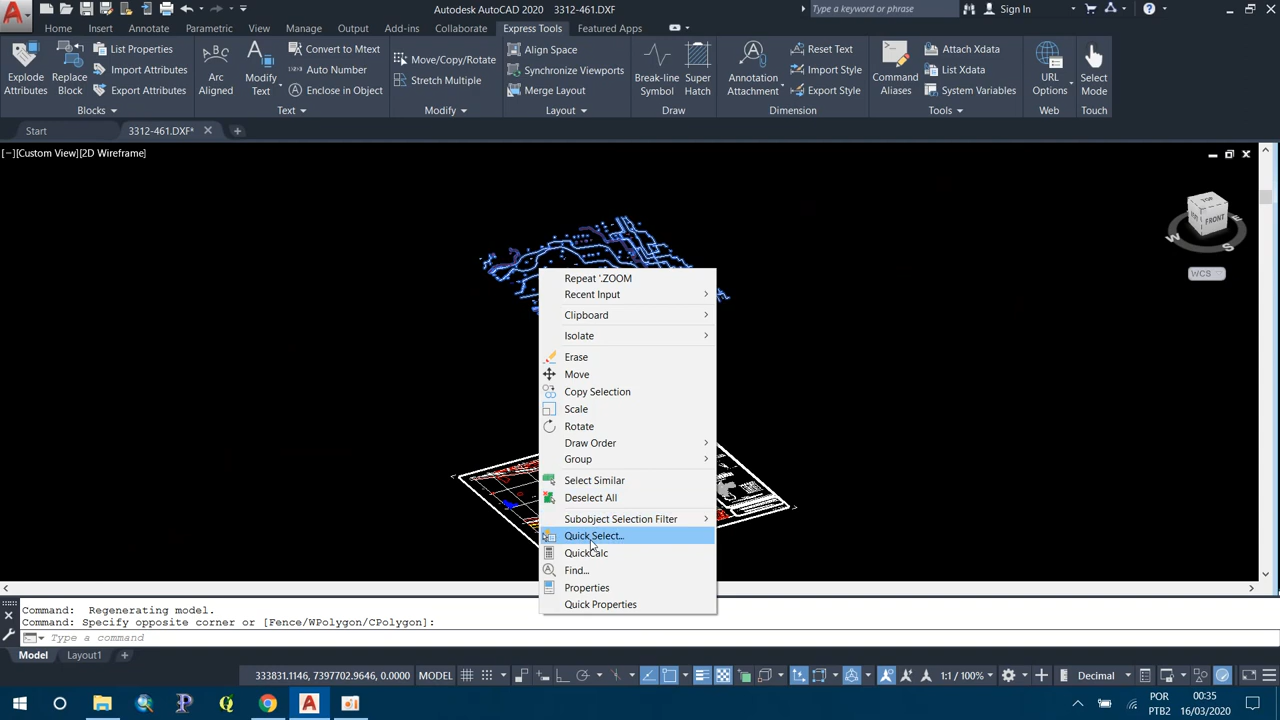 Autodesk AutoCAD 2020 3312-461.DXF
Type a keyword or phrase
Sign In
Home Insert Annotate Parametric View Manage Output Add-ins Collaborate Express Tools Featured Apps
Explode Attributes
Replace Block
List Properties
Import Attributes
Export Attributes
Blocks
Arc Aligned
Modify Text
Convert to Mtext
Auto Number
Enclose in Object
Text
Move/Copy/Rotate
Stretch Multiple
Modify
Align Space
Synchronize Viewports
Merge Layout
Layout
Break-line Symbol
Super Hatch
Draw
Annotation Attachment
Reset Text
Import Style
Export Style
Dimension
Command Aliases
Attach Xdata
List Xdata
System Variables
Tools
URL Options
Web
Select Mode
Touch
Start
3312-461.DXF*
[−][Custom View][2D Wireframe]
TOP
FRONT
W
S
E
WCS
Repeat '.ZOOM
Recent Input
Clipboard
Isolate
Erase
Move
Copy Selection
Scale
Rotate
Draw Order
Group
Select Similar
Deselect All
Subobject Selection Filter
Quick Select...
QuickCalc
Find...
Properties
Quick Properties
Command: Regenerating model.
Command: Specify opposite corner or [Fence/WPolygon/CPolygon]:
Type a command
Model Layout1
333831.1146, 7397702.9646, 0.0000 MODEL
1:1 / 100%
Decimal
POR
PTB2
00:35
16/03/2020